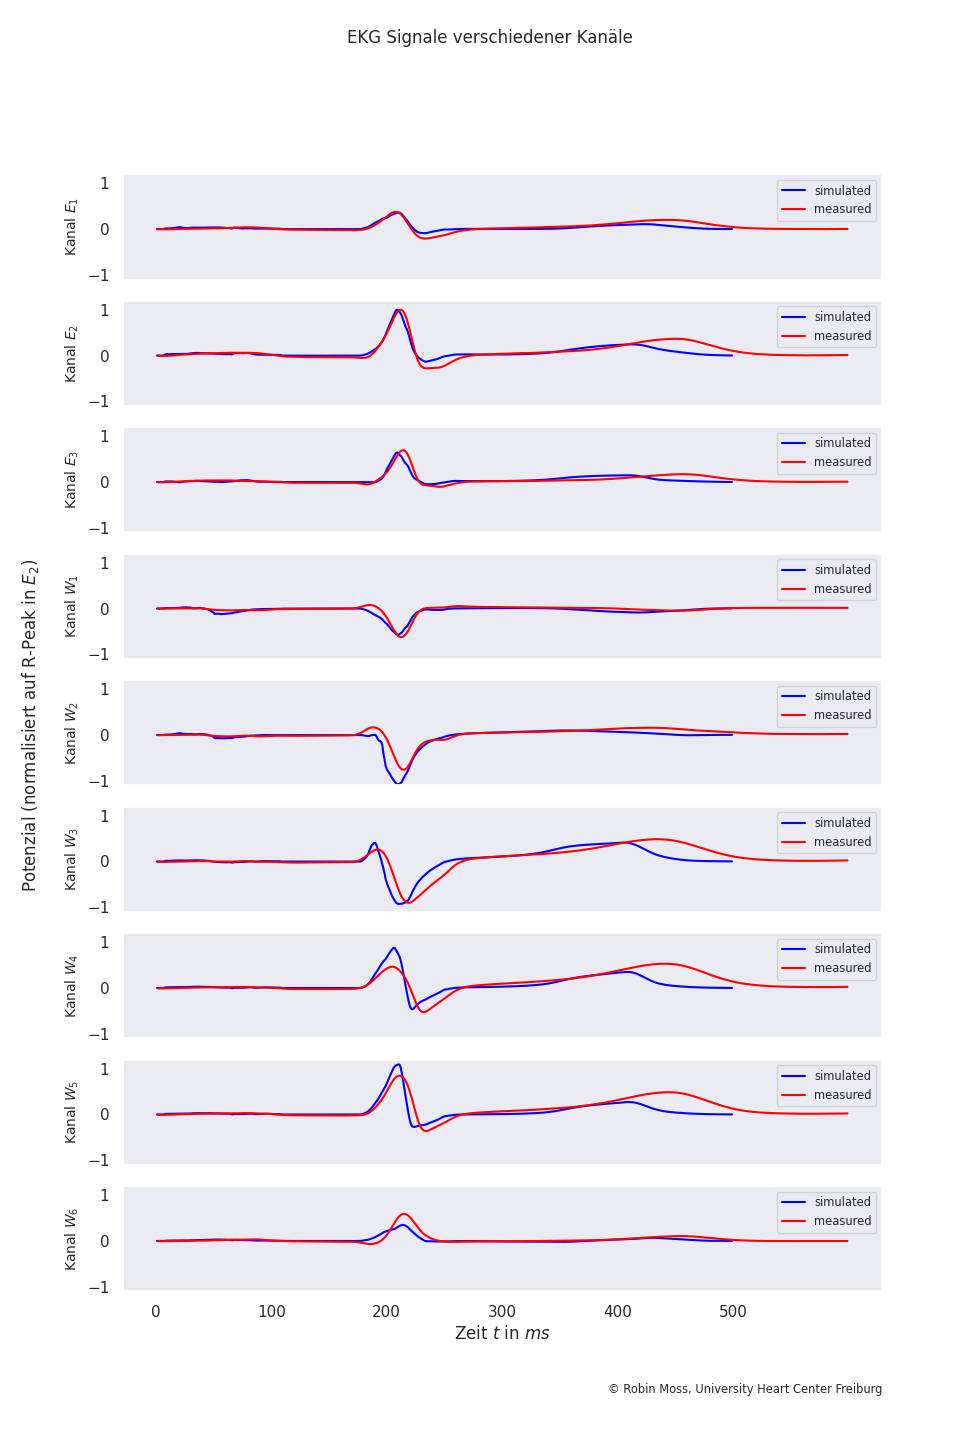 EKG Signale verschiedener Kanäle
Potenzial (normalisiert auf R-Peak in E₂)
Kanal E₁
1
0
−1
simulated
measured
Kanal E₂
1
0
−1
simulated
measured
Kanal E₃
1
0
−1
simulated
measured
Kanal W₁
1
0
−1
simulated
measured
Kanal W₂
1
0
−1
simulated
measured
Kanal W₃
1
0
−1
simulated
measured
Kanal W₄
1
0
−1
simulated
measured
Kanal W₅
1
0
−1
simulated
measured
Kanal W₆
1
0
−1
simulated
measured
0 100 200 300 400 500
Zeit t in ms
© Robin Moss, University Heart Center Freiburg